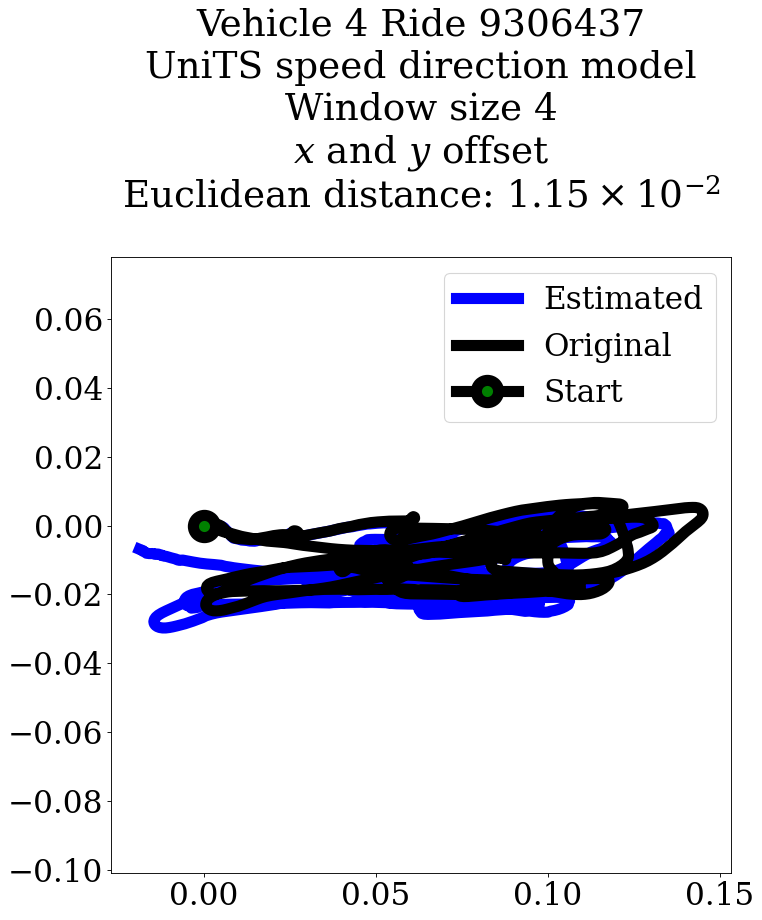 Vehicle 4 Ride 9306437
UniTS speed direction model
Window size 4
x and y offset
Euclidean distance: 1.15 × 10⁻²
Estimated
Original
Start
0.06
0.04
0.02
0.00
−0.02
−0.04
−0.06
−0.08
−0.10
0.00 0.05 0.10 0.15